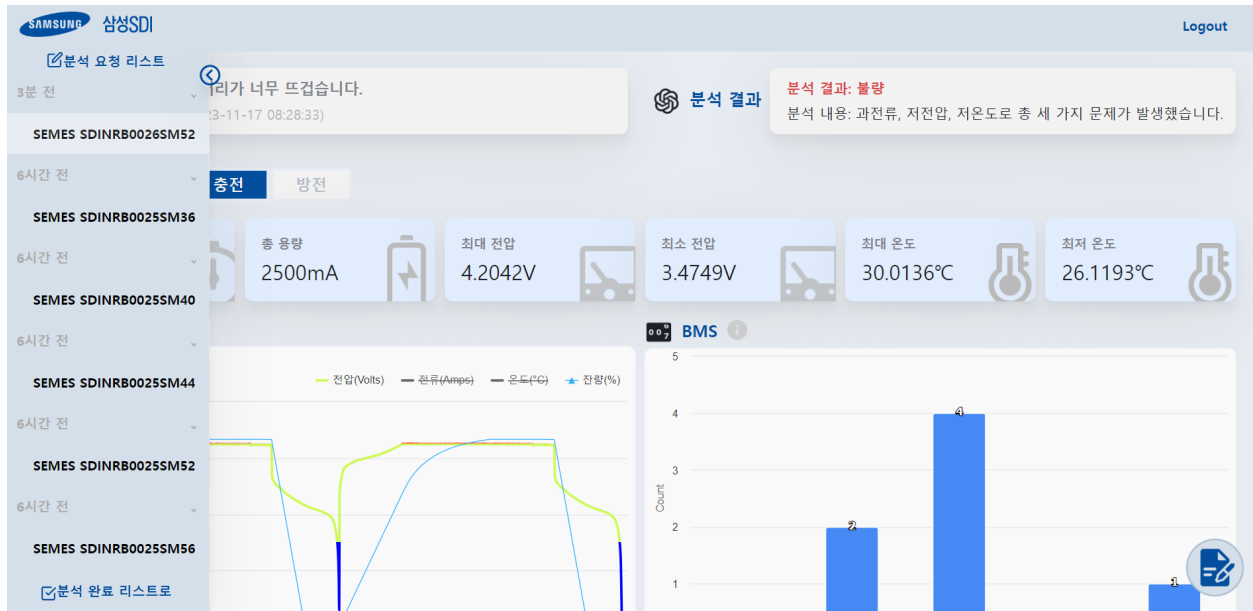 SAMSUNG 삼성SDI
Logout
분석 요청 리스트
3분 전
SEMES SDINRB0026SM52
6시간 전
SEMES SDINRB0025SM36
6시간 전
SEMES SDINRB0025SM40
6시간 전
SEMES SDINRB0025SM44
6시간 전
SEMES SDINRB0025SM52
6시간 전
SEMES SDINRB0025SM56
분석 완료 리스트로
너무 뜨겁습니다.
3-11-17 08:28:33)
분석 결과
분석 결과: 불량
분석 내용: 과전류, 저전압, 저온도로 총 세 가지 문제가 발생했습니다.
충전 방전
총 용량
2500mA
최대 전압
4.2042V
최소 전압
3.4749V
최대 온도
30.0136℃
최저 온도
26.1193℃
전압(Volts) 전류(Amps) 온도(°C) 잔량(%)
007 BMS
5
4
3
2
1
Count
2
4
1